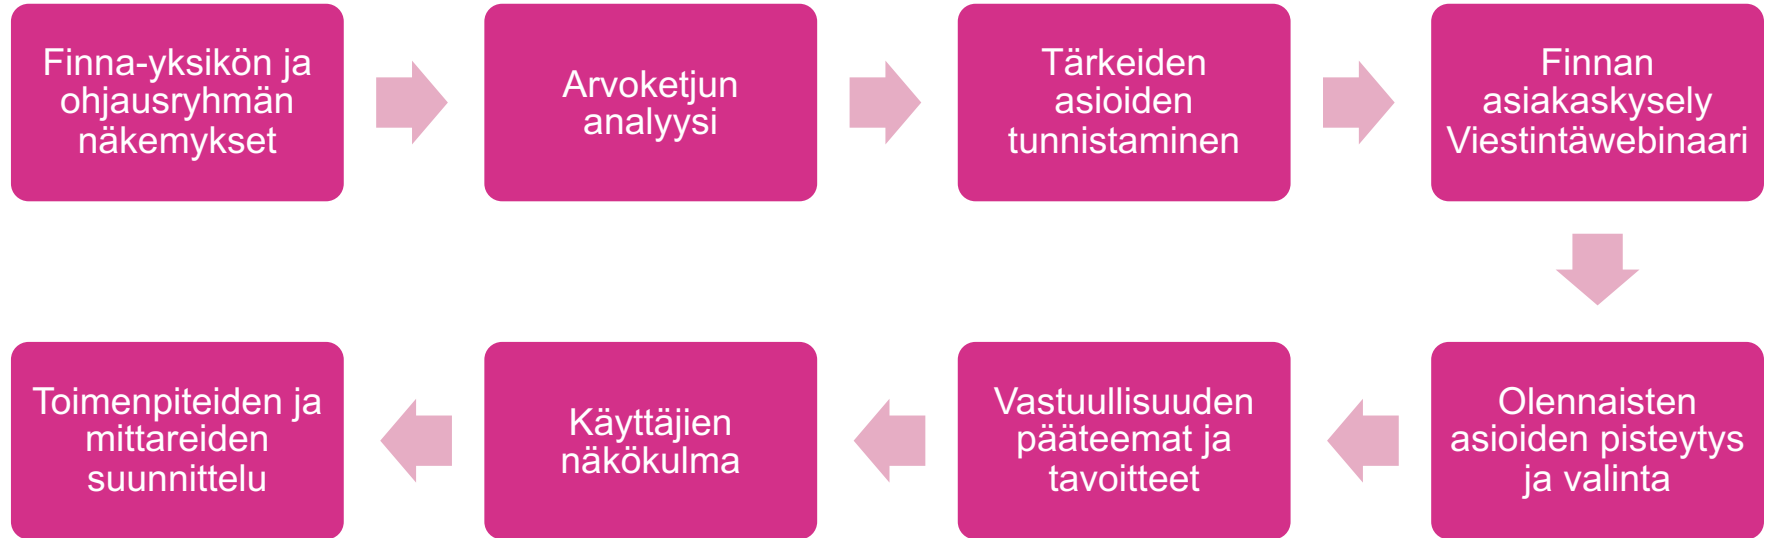 Finna-yksikön ja
ohjausryhmän
näkemykset
Arvoketjun
analyysi
Tärkeiden
asioiden
tunnistaminen
Finnan
asiakaskysely
Viestintäwebinaari
Olennaisten
asioiden pisteytys
ja valinta
Vastuullisuuden
pääteemat ja
tavoitteet
Käyttäjien
näkökulma
Toimenpiteiden ja
mittareiden
suunnittelu